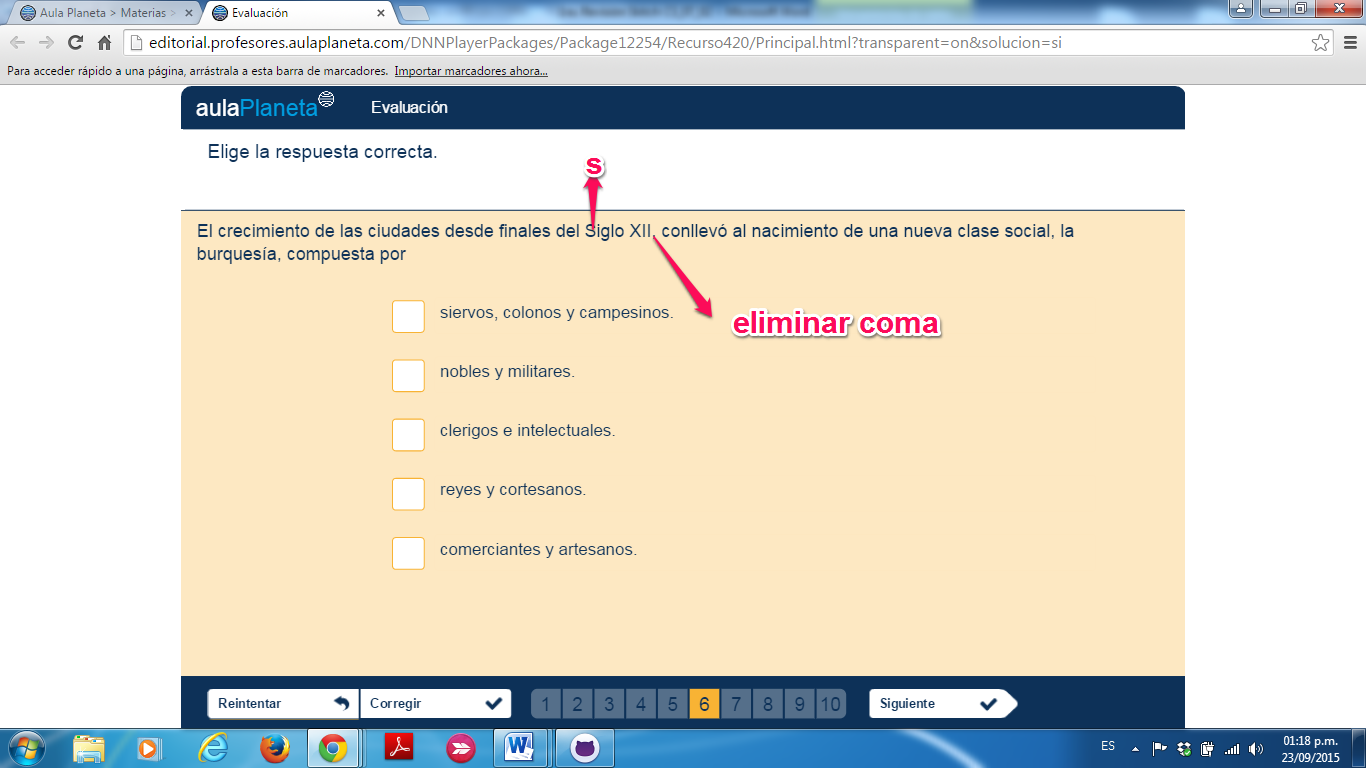 Aula Planeta > Materias >
Evaluación
editorial.profesores.aulaplaneta.com/DNNPlayerPackages/Package12254/Recurso420/Principal.html?transparent=on&solucion=si
Para acceder rápido a una página, arrástrala a esta barra de marcadores. Importar marcadores ahora...
aulaPlaneta Evaluación
Elige la respuesta correcta.
s
El crecimiento de las ciudades desde finales del Siglo XII, conllevó al nacimiento de una nueva clase social, la
burquesía, compuesta por
siervos, colonos y campesinos.
eliminar coma
nobles y militares.
clerigos e intelectuales.
reyes y cortesanos.
comerciantes y artesanos.
Reintentar Corregir 1 2 3 4 5 6 7 8 9 10 Siguiente
ES 01:18 p.m.
23/09/2015